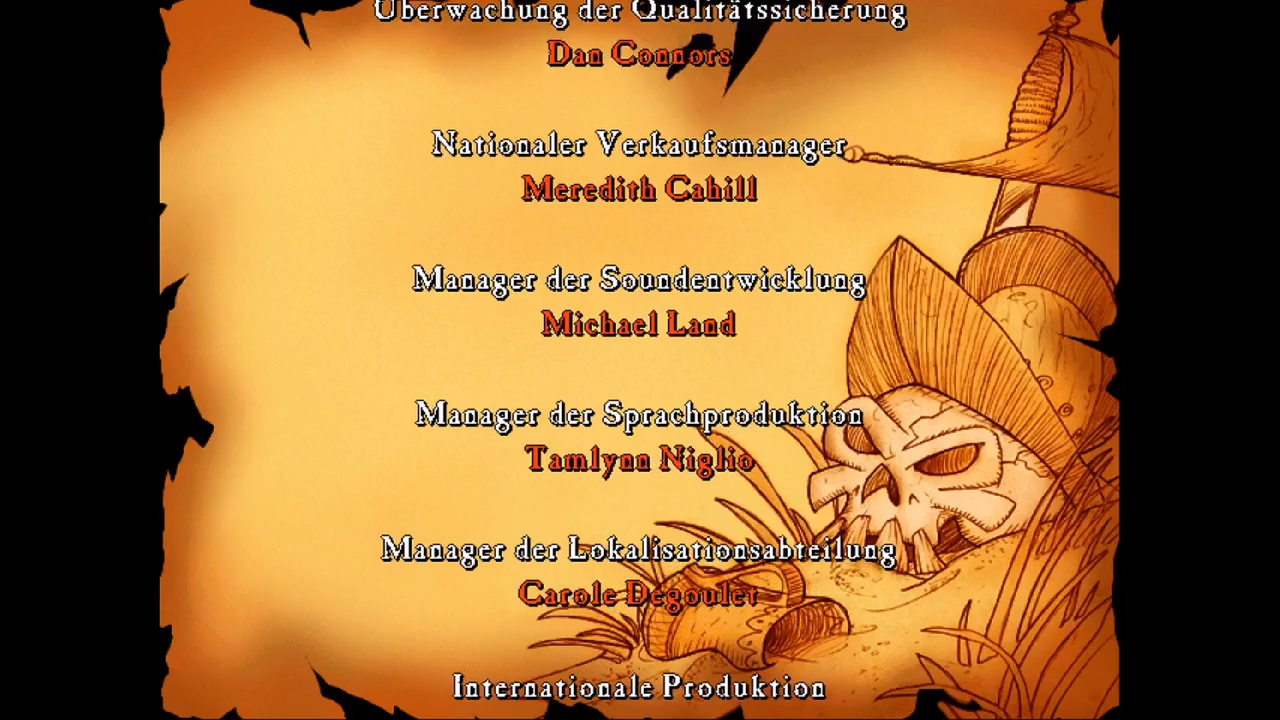 Überwachung der Qualitätssicherung
Dan Connors
Nationaler Verkaufsmanager
Meredith Cahill
Manager der Soundentwicklung
Michael Land
Manager der Sprachproduktion
Tamlynn Niglio
Manager der Lokalisationsabteilung
Carole Degoulet
Internationale Produktion